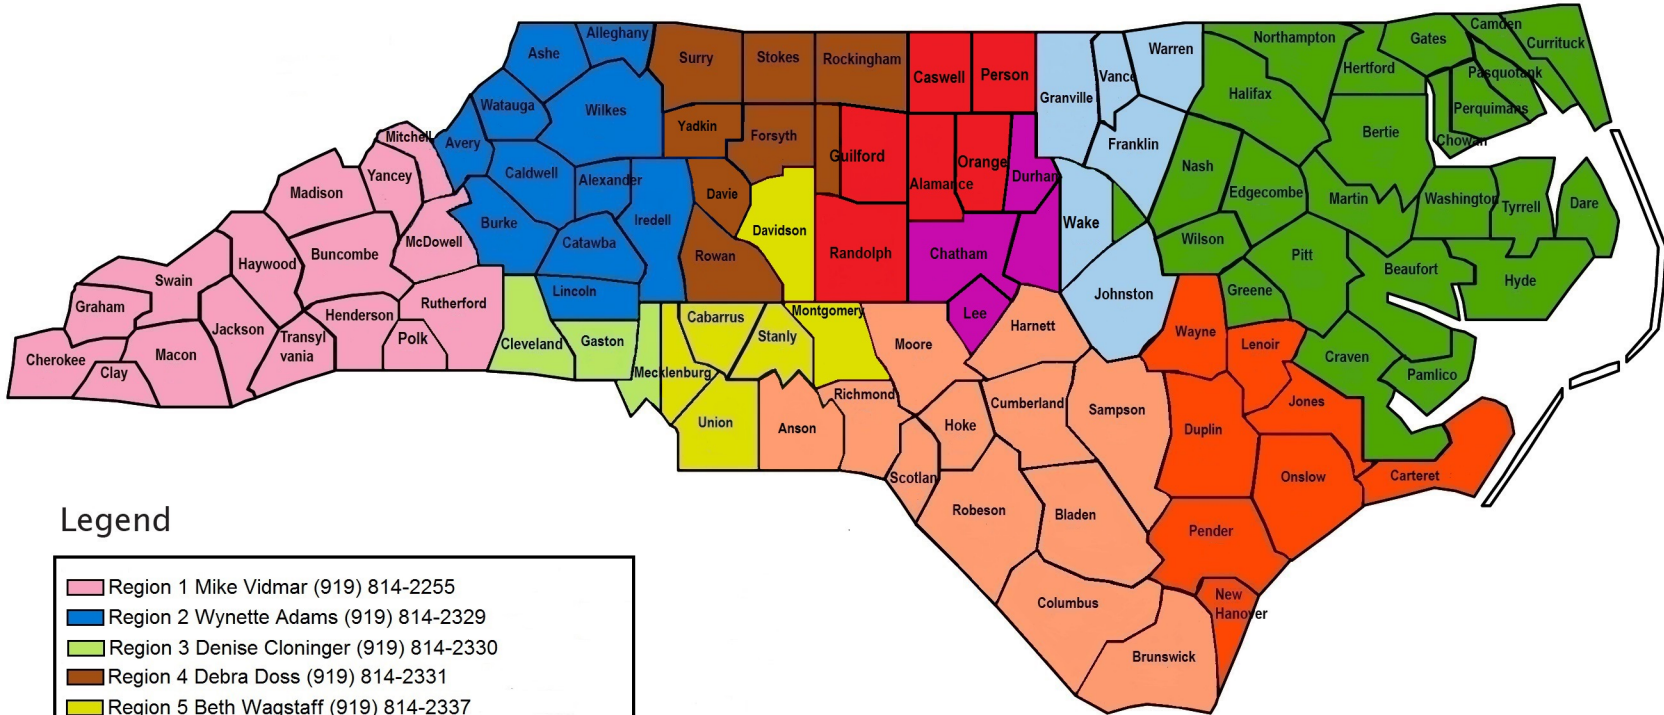 Alleghany
Ashe
Surry
Stokes
Rockingham
Caswell
Person
Granville
Vance
Warren
Northampton
Gates
Camden
Currituck
Hertford
Pasquotank
Perquimans
Chowan
Halifax
Bertie
Watauga
Wilkes
Yadkin
Forsyth
Guilford
Alamance
Orange
Durham
Franklin
Nash
Edgecombe
Martin
Washington
Tyrrell
Dare
Mitchell
Avery
Caldwell
Alexander
Davie
Iredell
Madison
Yancey
Burke
Catawba
Rowan
Davidson
Randolph
Chatham
Wake
Wilson
Pitt
Beaufort
Hyde
McDowell
Buncombe
Haywood
Swain
Graham
Rutherford
Lincoln
Johnston
Greene
Cherokee
Clay
Macon
Jackson
Transyl
vania
Henderson
Polk
Cleveland
Gaston
Mecklenburg
Cabarrus
Stanly
Montgomery
Moore
Lee
Harnett
Wayne
Lenoir
Craven
Pamlico
Union
Anson
Richmond
Scotlan
Hoke
Cumberland
Sampson
Duplin
Jones
Onslow
Carteret
Robeson
Bladen
Pender
New
Hanover
Columbus
Brunswick
Legend
Region 1 Mike Vidmar (919) 814-2255
Region 2 Wynette Adams (919) 814-2329
Region 3 Denise Cloninger (919) 814-2330
Region 4 Debra Doss (919) 814-2331
Region 5 Beth Wagstaff (919) 814-2337